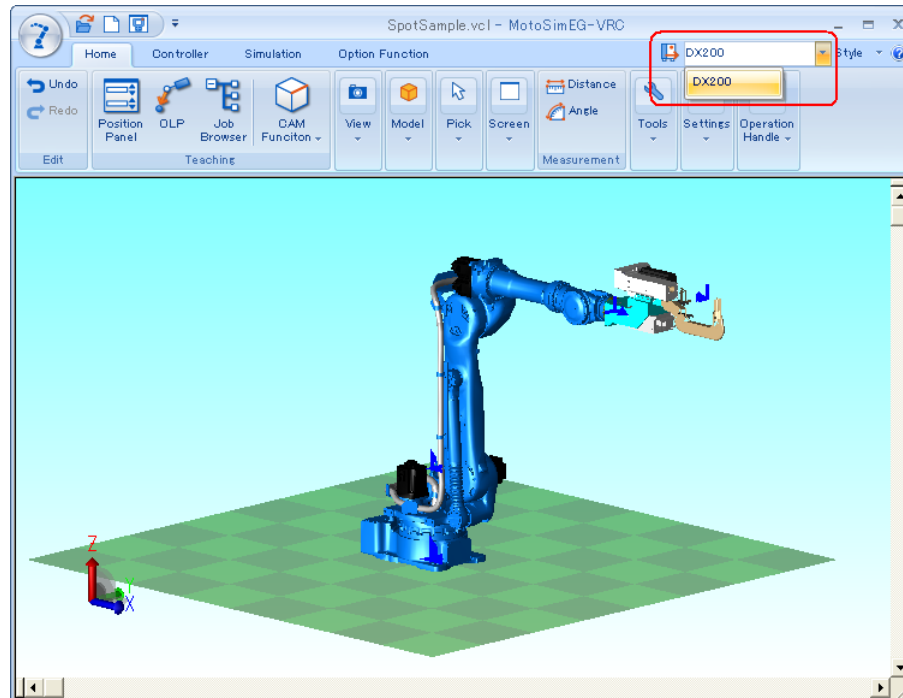 SpotSample.vcl - MotoSimEG-VRC
Home Controller Simulation Option Function DX200 Style
DX200
Undo
Redo
Edit
Position Panel
OLP
Job Browser
CAM Funciton
Teaching
View
Model
Pick
Screen
Distance
Angle
Measurement
Tools
Settings
Operation Handle
Z
Y
X